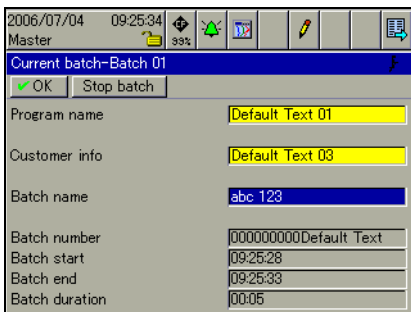 2006/07/04 09:25:34
Master 99%
Current batch-Batch 01
OK Stop batch
Program name Default Text 01
Customer info Default Text 03
Batch name abc 123
Batch number 000000000Default Text
Batch start 09:25:28
Batch end 09:25:33
Batch duration 00:05